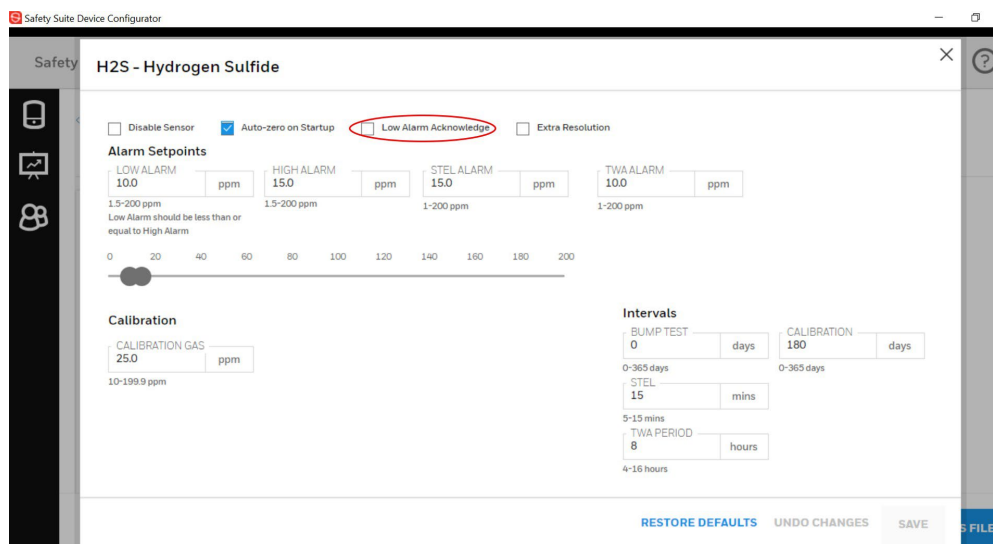 Safety Suite Device Configurator
Safety
H2S - Hydrogen Sulfide
Disable Sensor Auto-zero on Startup Low Alarm Acknowledge Extra Resolution
Alarm Setpoints
LOW ALARM HIGH ALARM STEL ALARM TWA ALARM
10.0 ppm 15.0 ppm 15.0 ppm 10.0 ppm
1.5-200 ppm 1.5-200 ppm 1-200 ppm 1-200 ppm
Low Alarm should be less than or
equal to High Alarm
0 20 40 60 80 100 120 140 160 180 200
Calibration
CALIBRATION GAS
25.0 ppm
10-199.9 ppm
Intervals
BUMP TEST CALIBRATION
0 days 180 days
0-365 days 0-365 days
STEL
15 mins
5-15 mins
TWA PERIOD
8 hours
4-16 hours
RESTORE DEFAULTS UNDO CHANGES SAVE
S FILE